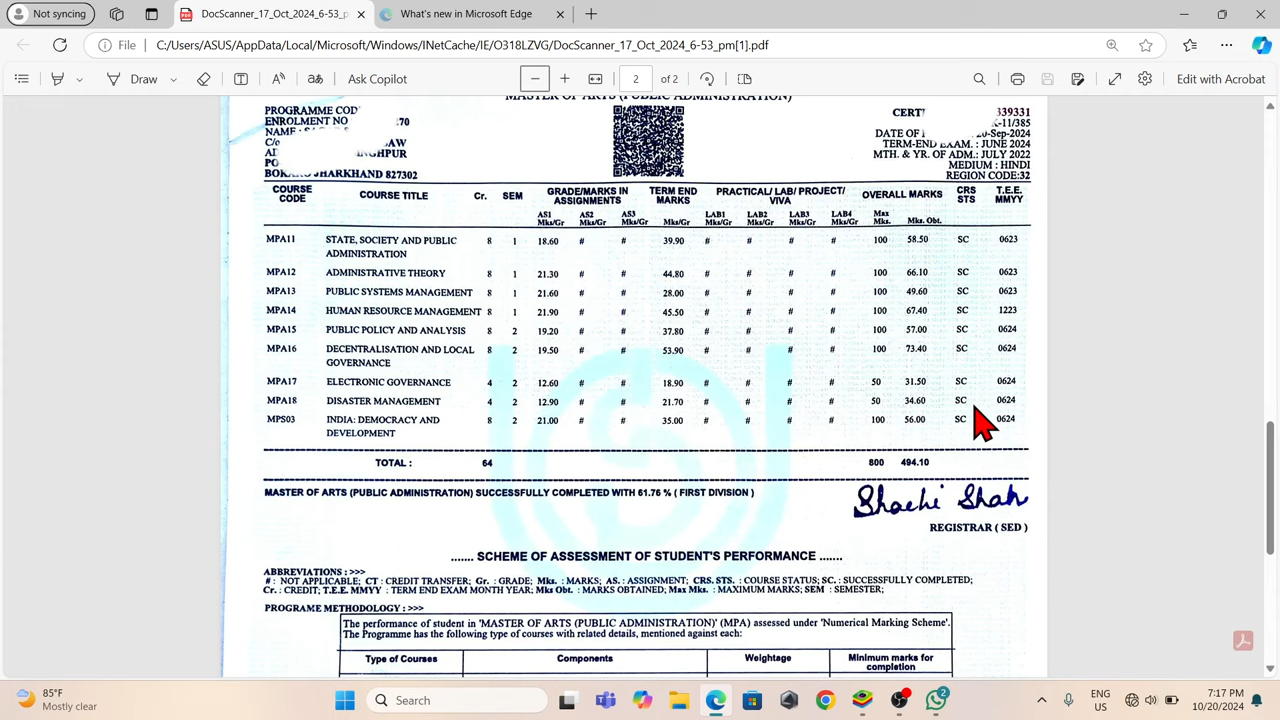 Not syncing
DocScanner_17_Oct_2024_6-53_p
What's new in Microsoft Edge
File
C:/Users/ASUS/AppData/Local/Microsoft/Windows/INetCache/IE/O318LZVG/DocScanner_17_Oct_2024_6-53_pm[1].pdf
Draw
Ask Copilot
2 of 2
Edit with Acrobat
MASTER OF ARTS (PUBLIC ADMINISTRATION)
PROGRAMME COD
ENROLMENT NO 70
NAME SAW
C/o
AD INGHPUR
PO
BOKARO JHARKHAND 827302
CERT 339331
-11/385
DATE OF 20-Sep-2024
TERM-END EXAM. : JUNE 2024
MTH. & YR. OF ADM.: JULY 2022
MEDIUM : HINDI
REGION CODE:32
COURSE CODE COURSE TITLE Cr. SEM GRADE/MARKS IN ASSIGNMENTS TERM END MARKS PRACTICAL/ LAB/ PROJECT/ VIVA OVERALL MARKS CRS STS T.E.E. MMYY
AS1 Mks/Gr AS2 Mks/Gr AS3 Mks/Gr Mks/Gr LAB1 Mks/Gr LAB2 Mks/Gr LAB3 Mks/Gr LAB4 Mks/Gr Max Mks. Mks. Obt.
MPA11 STATE, SOCIETY AND PUBLIC 8 1 18.60 # # 39.90 # # # # 100 58.50 SC 0623
ADMINISTRATION
MPA12 ADMINISTRATIVE THEORY 8 1 21.30 # # 44.80 # # # # 100 66.10 SC 0623
MPA13 PUBLIC SYSTEMS MANAGEMENT 8 1 21.60 # # 28.00 # # # # 100 49.60 SC 0623
MPA14 HUMAN RESOURCE MANAGEMENT 8 1 21.90 # # 45.50 # # # # 100 67.40 SC 1223
MPA15 PUBLIC POLICY AND ANALYSIS 8 2 19.20 # # 37.80 # # # # 100 57.00 SC 0624
MPA16 DECENTRALISATION AND LOCAL 8 2 19.50 # # 53.90 # # # # 100 73.40 SC 0624
GOVERNANCE
MPA17 ELECTRONIC GOVERNANCE 4 2 12.60 # # 18.90 # # # # 50 31.50 SC 0624
MPA18 DISASTER MANAGEMENT 4 2 12.90 # # 21.70 # # # # 50 34.60 SC 0624
MPS03 INDIA: DEMOCRACY AND 8 2 21.00 # # 35.00 # # # # 100 56.00 SC 0624
DEVELOPMENT
TOTAL : 64 800 494.10
MASTER OF ARTS (PUBLIC ADMINISTRATION) SUCCESSFULLY COMPLETED WITH 61.76 % ( FIRST DIVISION )
Shachi Shah
REGISTRAR ( SED )
....... SCHEME OF ASSESSMENT OF STUDENT'S PERFORMANCE .......
ABBREVIATIONS : >>>
# : NOT APPLICABLE; CT : CREDIT TRANSFER; Gr. : GRADE; Mks. : MARKS; AS. : ASSIGNMENT; CRS. STS. : COURSE STATUS; SC. : SUCCESSFULLY COMPLETED;
Cr. : CREDIT; T.E.E. MMYY : TERM END EXAM MONTH YEAR; Mks Obt. : MARKS OBTAINED; Max Mks. : MAXIMUM MARKS; SEM : SEMESTER;
PROGRAME METHODOLOGY : >>>
The performance of student in 'MASTER OF ARTS (PUBLIC ADMINISTRATION)' (MPA) assessed under 'Numerical Marking Scheme'.
The Programme has the following type of courses with related details, mentioned against each:
Type of Courses Components Weightage Minimum marks for completion
85°F
Mostly clear
Search
2
ENG
IN
7:17 PM
10/20/2024